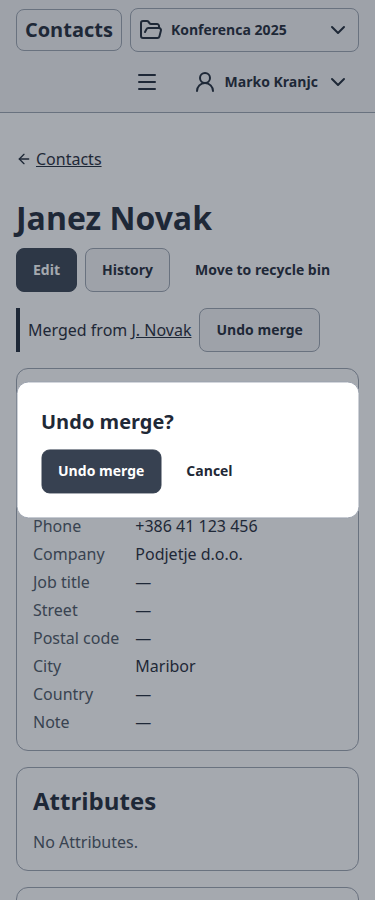 Contacts
Konferenca 2025
Marko Kranjc
← Contacts
Janez Novak
Edit
History
Move to recycle bin
Merged from J. Novak
Undo merge
Undo merge?
Undo merge
Cancel
Phone +386 41 123 456
Company Podjetje d.o.o.
Job title —
Street —
Postal code —
City Maribor
Country —
Note —
Attributes
No Attributes.